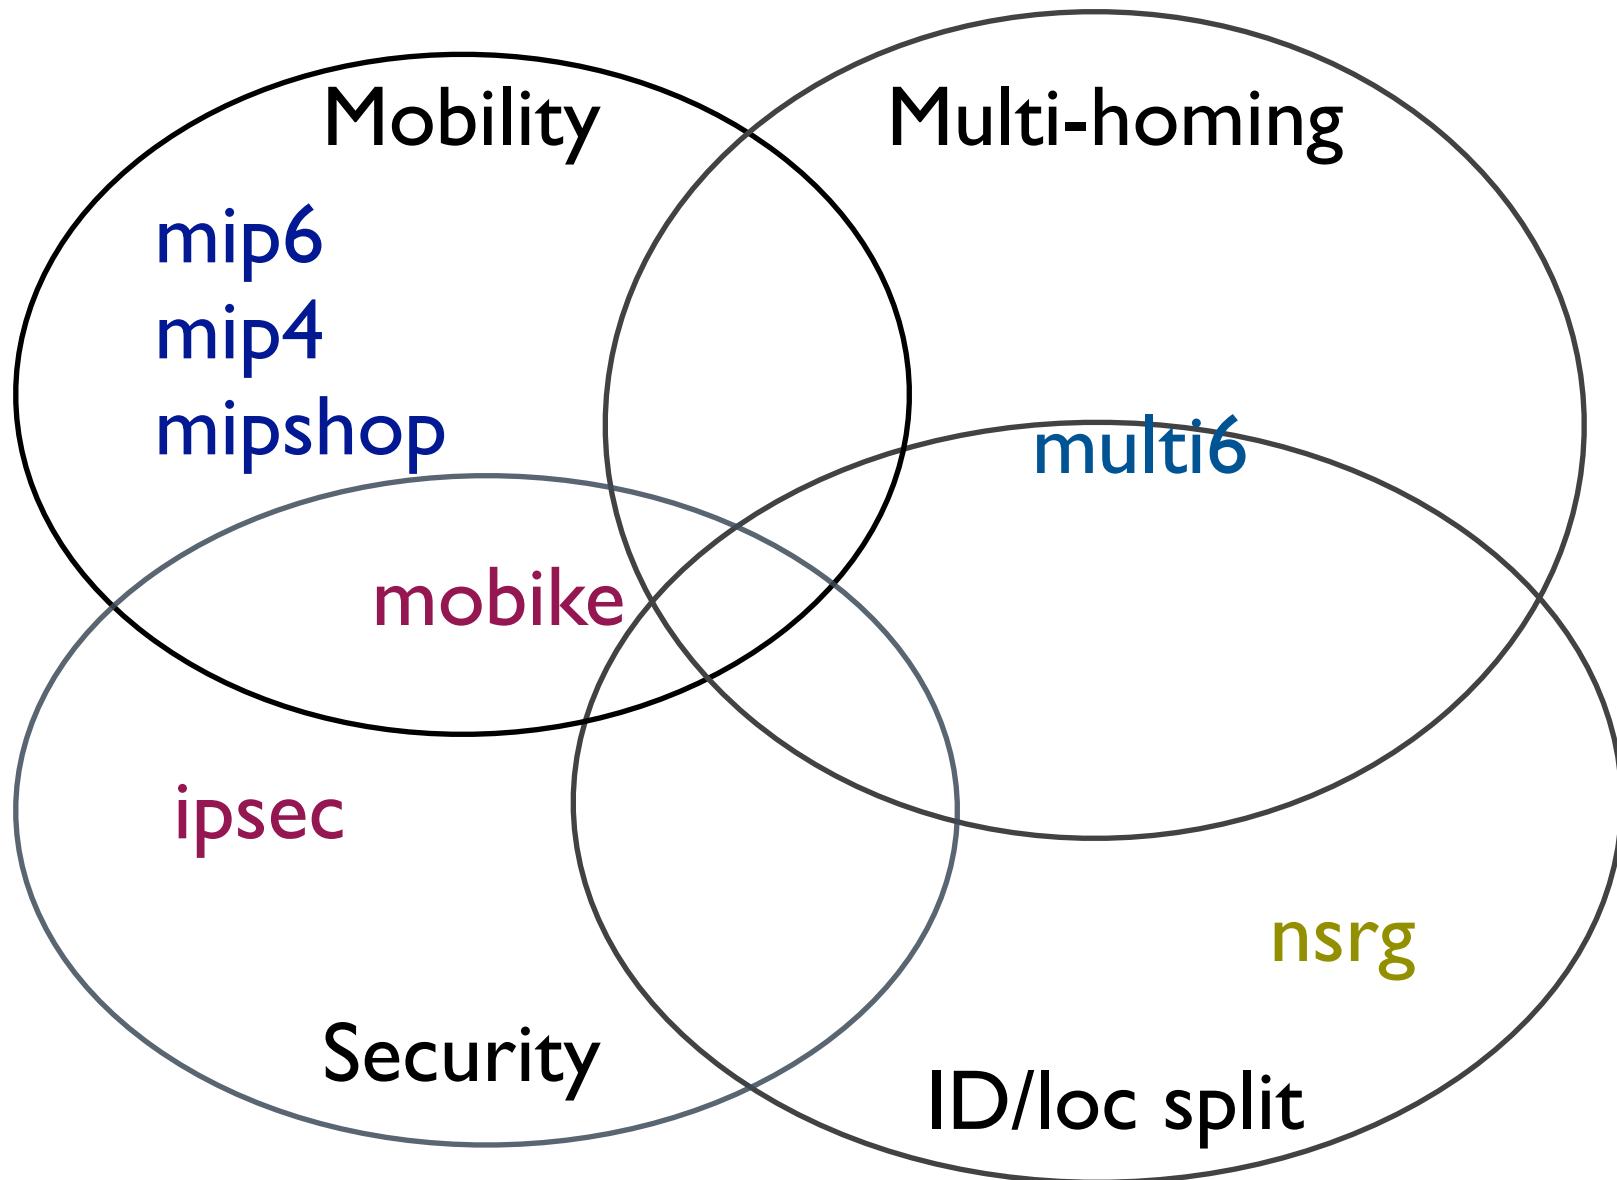 Mobility
Multi-homing
mip6
mip4
mipshop
multi6
mobike
ipsec
nsrg
Security
ID/loc split